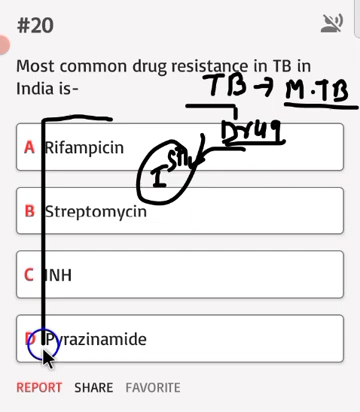 #20
Most common drug resistance in TB in
India is-
TB → M.TB
Drug
A Rifampicin
I st
B Streptomycin
C INH
D Pyrazinamide
REPORT SHARE FAVORITE